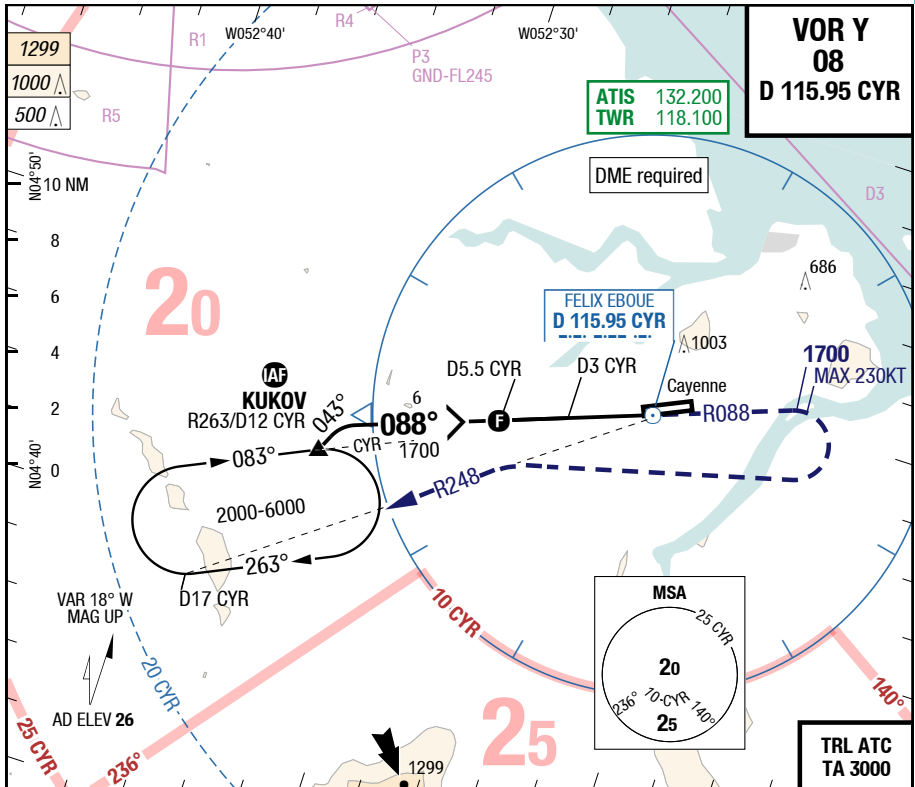 1299
1000
500
R1
R5
W052°40'
R4
P3
GND-FL245
W052°30'
ATIS 132.200
TWR 118.100
VOR Y
08
D 115.95 CYR
DME required
D3
N04°50'
10 NM
8
6
4
2
0
N04°40'
20
686
FELIX EBOUE
D 115.95 CYR
1003
1700
MAX 230KT
IAF
KUKOV
R263/D12 CYR
043°
6
088°
CYR
1700
D5.5 CYR
F
D3 CYR
Cayenne
R088
083°
2000-6000
263°
D17 CYR
R248
VAR 18° W
MAG UP
AD ELEV 26
20 CYR
25 CYR
236°
10 CYR
25
1299
MSA
25 CYR
20
236°
10-CYR
140°
25
140°
TRL ATC
TA 3000